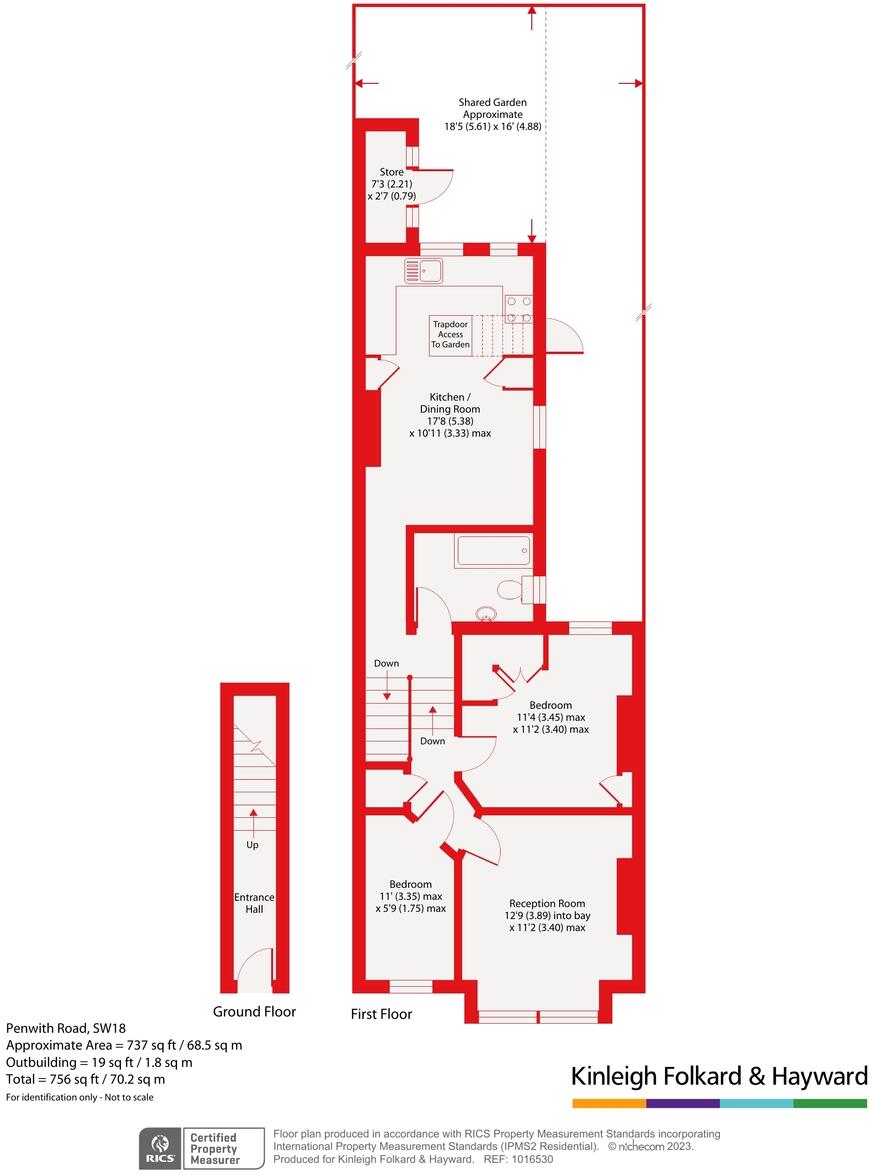 Shared Garden
Approximate
18'5 (5.61) x 16' (4.88)
Store
7'3 (2.21)
x 2'7 (0.79)
Trapdoor
Access
To Garden
Kitchen /
Dining Room
17'8 (5.38)
x 10'11 (3.33) max
Down
Down
Bedroom
11'4 (3.45) max
x 11'2 (3.40) max
Up
Entrance
Hall
Bedroom
11' (3.35) max
x 5'9 (1.75) max
Reception Room
12'9 (3.89) into bay
x 11'2 (3.40) max
Ground Floor
First Floor
Penwith Road, SW18
Approximate Area = 737 sq ft / 68.5 sq m
Outbuilding = 19 sq ft / 1.8 sq m
Total = 756 sq ft / 70.2 sq m
For identification only - Not to scale
Kinleigh Folkard & Hayward
RICS
Certified
Property
Measurer
Floor plan produced in accordance with RICS Property Measurement Standards incorporating
International Property Measurement Standards (IPMS2 Residential). © nichecom 2023.
Produced for Kinleigh Folkard & Hayward. REF: 1016530